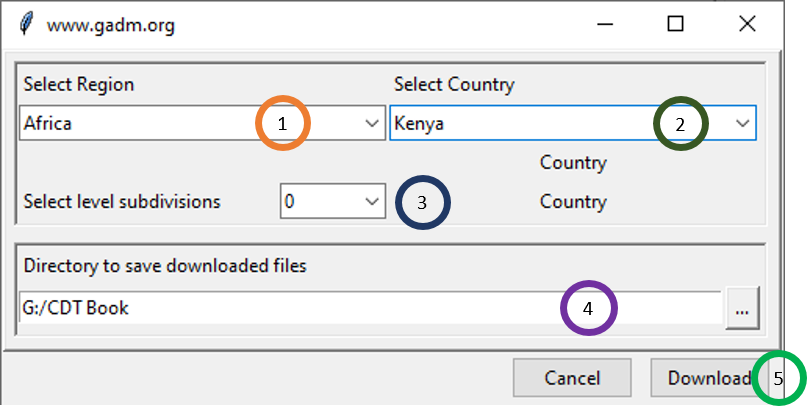 www.gadm.org
Select Region Select Country
Africa 1 Kenya 2
Country
Select level subdivisions 0 3 Country
Directory to save downloaded files
G:/CDT Book 4 ...
Cancel Download 5